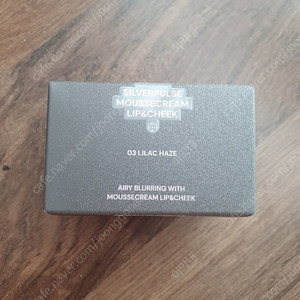 SILVERPULSE
MOUSSECREAM
LIP&CHEEK
03 LILAC HAZE
AIRY BLURRING WITH
MOUSSECREAM LIP&CHEEK